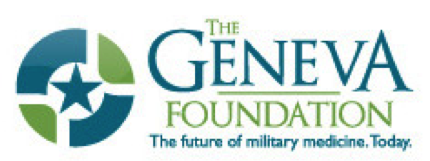 THE
GENEVA
FOUNDATION
The future of military medicine. Today.